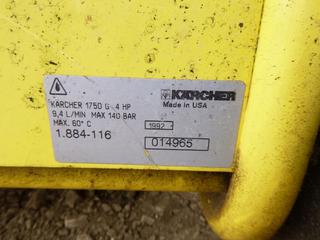 KÄRCHER
Made in USA
KÄRCHER 1750 G 4 HP
9,4 L/MIN MAX 140 BAR
MAX. 60° C
1992
1.884-116
014965